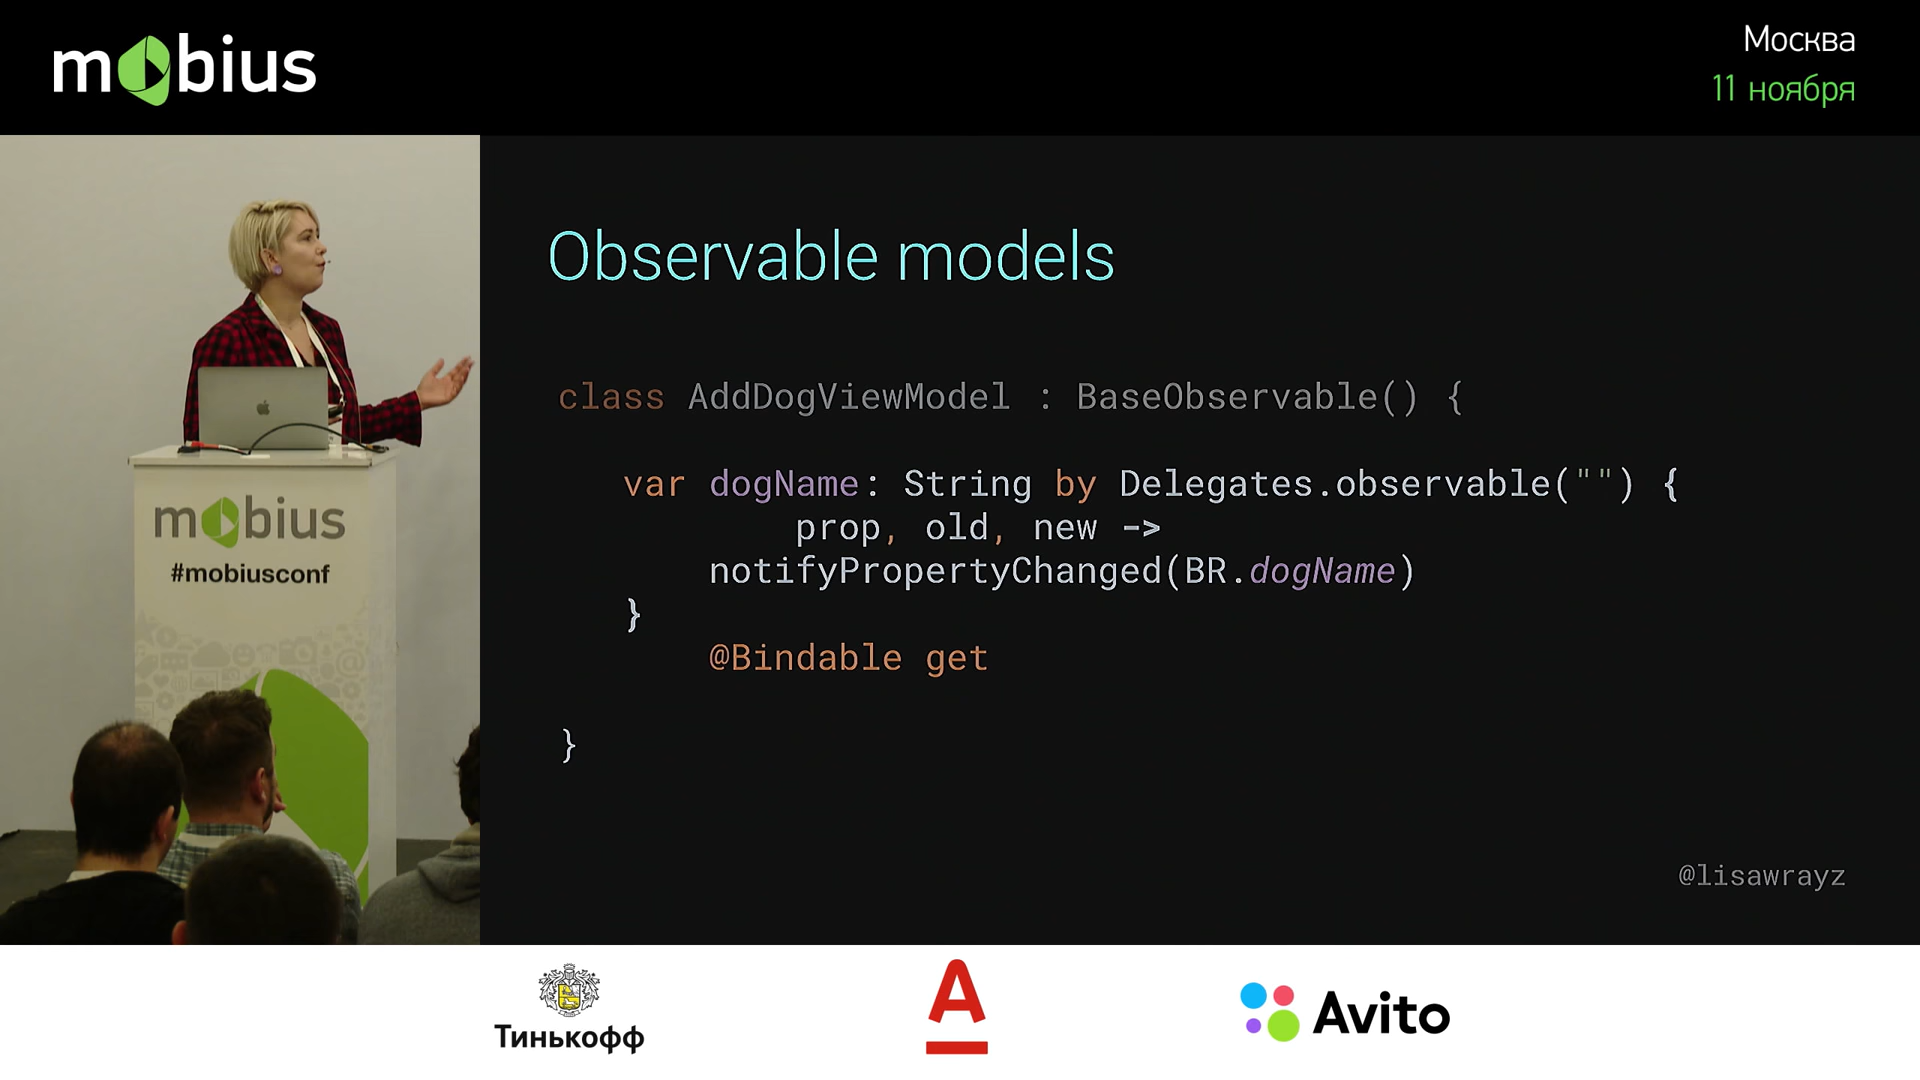 mobius
Москва
11 ноября
mobius
#mobiusconf
Observable models
class AddDogViewModel : BaseObservable() {
var dogName: String by Delegates.observable("") {
prop, old, new ->
notifyPropertyChanged(BR.dogName)
}
@Bindable get
}
@lisawrayz
Тинькофф
А
Avito